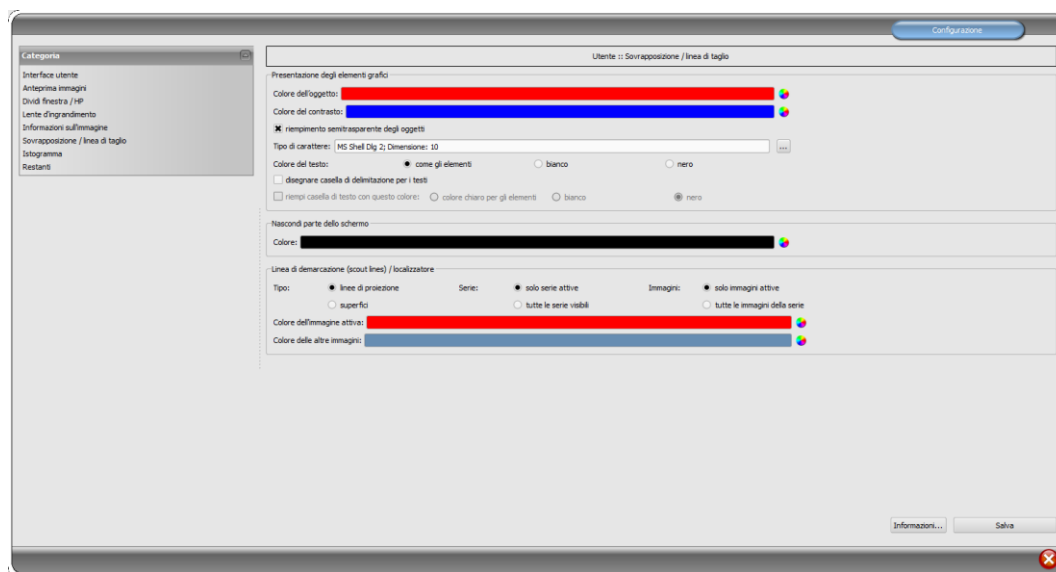 Configurazione
Categoria
Interface utente
Anteprima immagini
Dividi finestra / HP
Lente d'ingrandimento
Informazioni sull'immagine
Sovrapposizione / linea di taglio
Istogramma
Restanti
Utente :: Sovrapposizione / linea di taglio
Presentazione degli elementi grafici
Colore dell'oggetto:
Colore del contrasto:
riempimento semitrasparente degli oggetti
Tipo di carattere: MS Shell Dlg 2; Dimensione: 10 ...
Colore del testo: come gli elementi bianco nero
disegnare casella di delimitazione per i testi
riempi casella di testo con questo colore: colore chiaro per gli elementi bianco nero
Nascondi parte dello schermo
Colore:
Linea di demarcazione (scout lines) / localizzatore
Tipo: linee di proiezione Serie: solo serie attive Immagini: solo immagini attive
superfici tutte le serie visibili tutte le immagini della serie
Colore dell'immagine attiva:
Colore delle altre immagini:
Informazioni... Salva